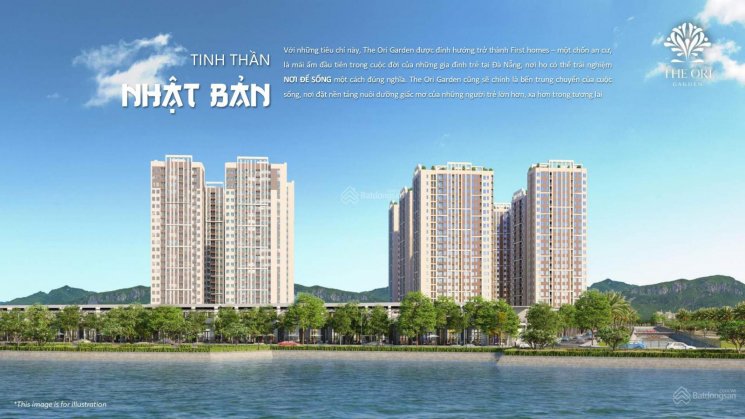 TINH THẦN
NHẬT BẢN
Với những tiêu chí này, The Ori Garden được định hướng trở thành First homes – một chốn an cư,
là mái ấm đầu tiên trong cuộc đời của những gia đình trẻ tại Đà Nẵng, nơi họ có thể trải nghiệm
NƠI ĐỂ SỐNG một cách đúng nghĩa. The Ori Garden cũng sẽ chính là bến trung chuyển của cuộc
sống, nơi đặt nền tảng nuôi dưỡng giấc mơ của những người trẻ lớn hơn, xa hơn trong tương lai
THE ORI
GARDEN
Batdongsan
*This image is for illustration
Batdongsan